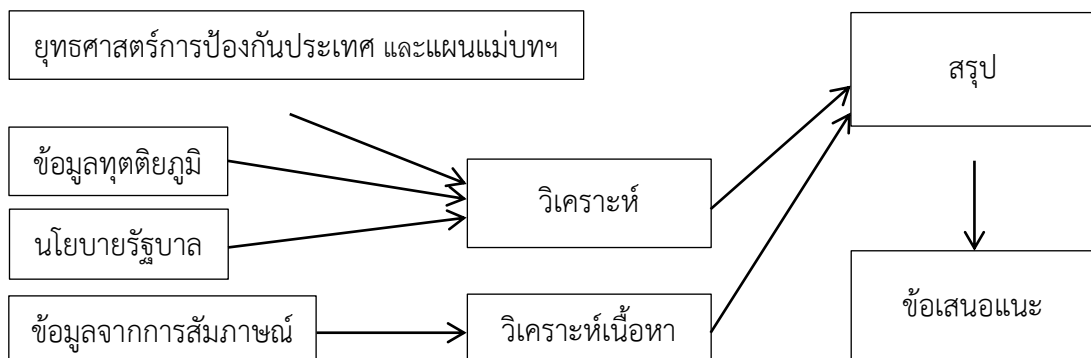 ยุทธศาสตร์การป้องกันประเทศ และแผนแม่บทฯ
สรุป
ข้อมูลทุตติยภูมิ
วิเคราะห์
นโยบายรัฐบาล
ข้อเสนอแนะ
ข้อมูลจากการสัมภาษณ์
วิเคราะห์เนื้อหา